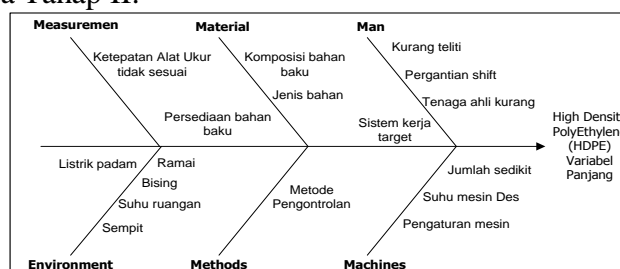 a Tahap II.
Measuremen
Material
Man
Ketepatan Alat Ukur
tidak sesuai
Komposisi bahan
baku
Jenis bahan
Persediaan bahan
baku
Kurang teliti
Pergantian shift
Tenaga ahli kurang
Sistem kerja
target
High Densit
PolyEthylen
(HDPE)
Variabel
Panjang
Listrik padam
Ramai
Bising
Suhu ruangan
Sempit
Metode
Pengontrolan
Jumlah sedikit
Suhu mesin Des
Pengaturan mesin
Environment
Methods
Machines